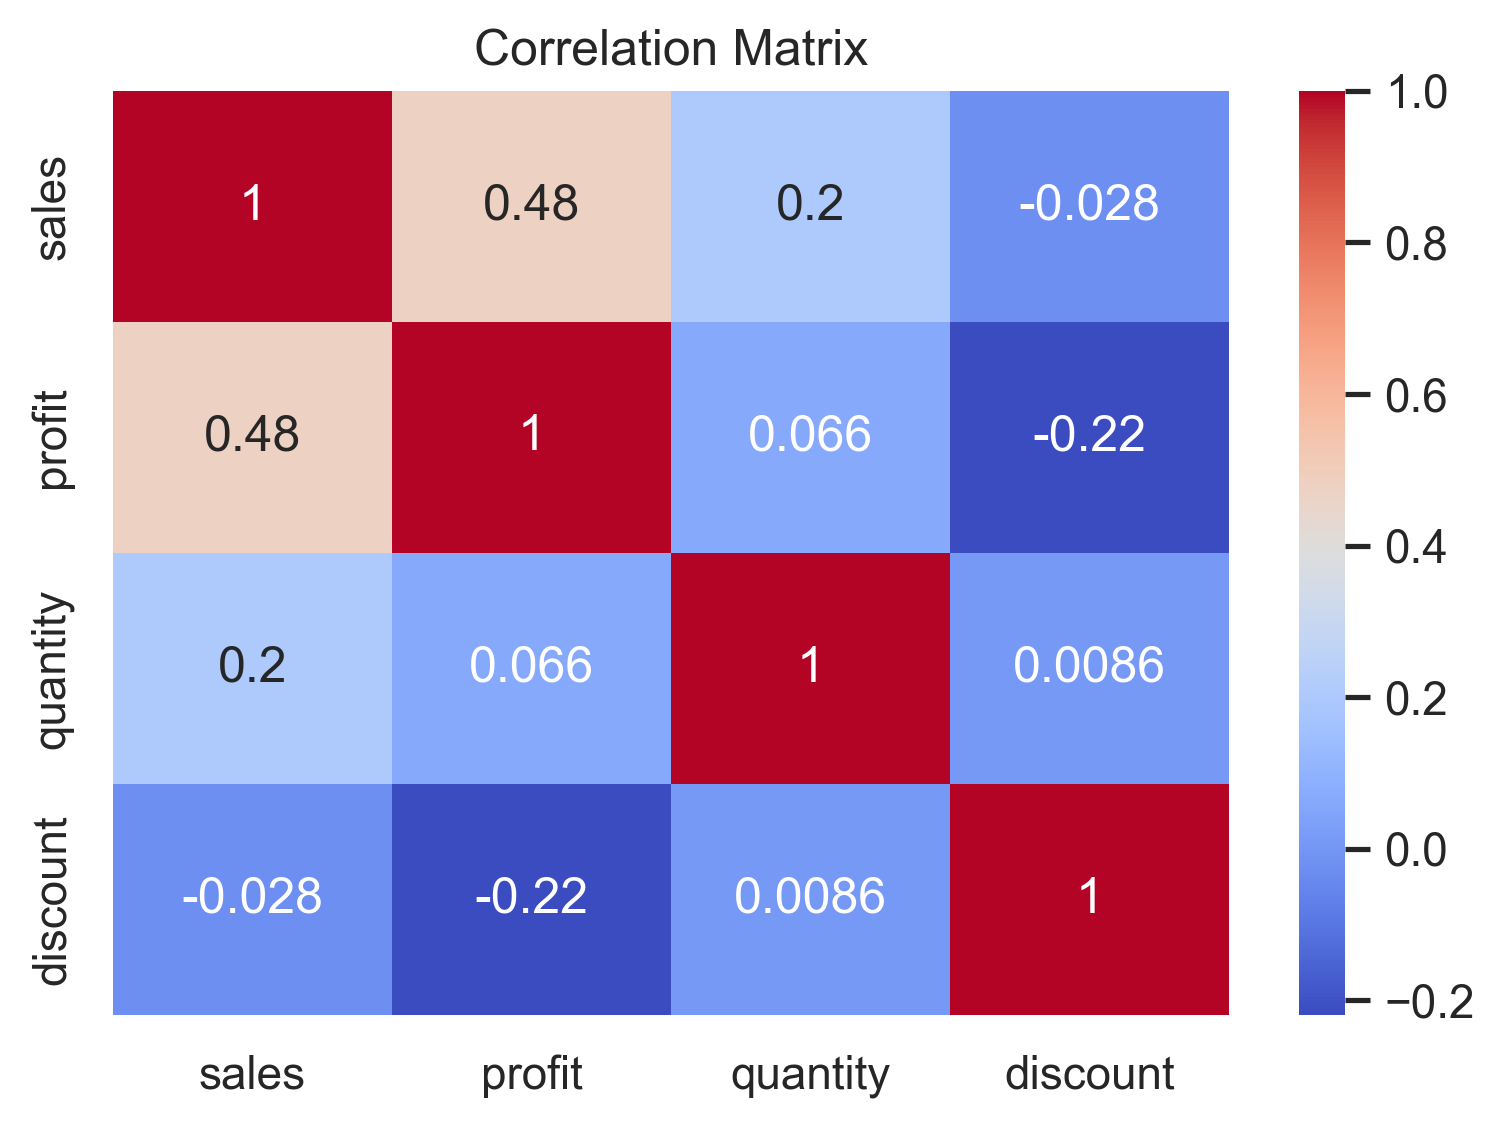 Correlation Matrix
sales 1 0.48 0.2 -0.028
profit 0.48 1 0.066 -0.22
quantity 0.2 0.066 1 0.0086
discount -0.028 -0.22 0.0086 1
sales profit quantity discount
1.0
0.8
0.6
0.4
0.2
0.0
−0.2